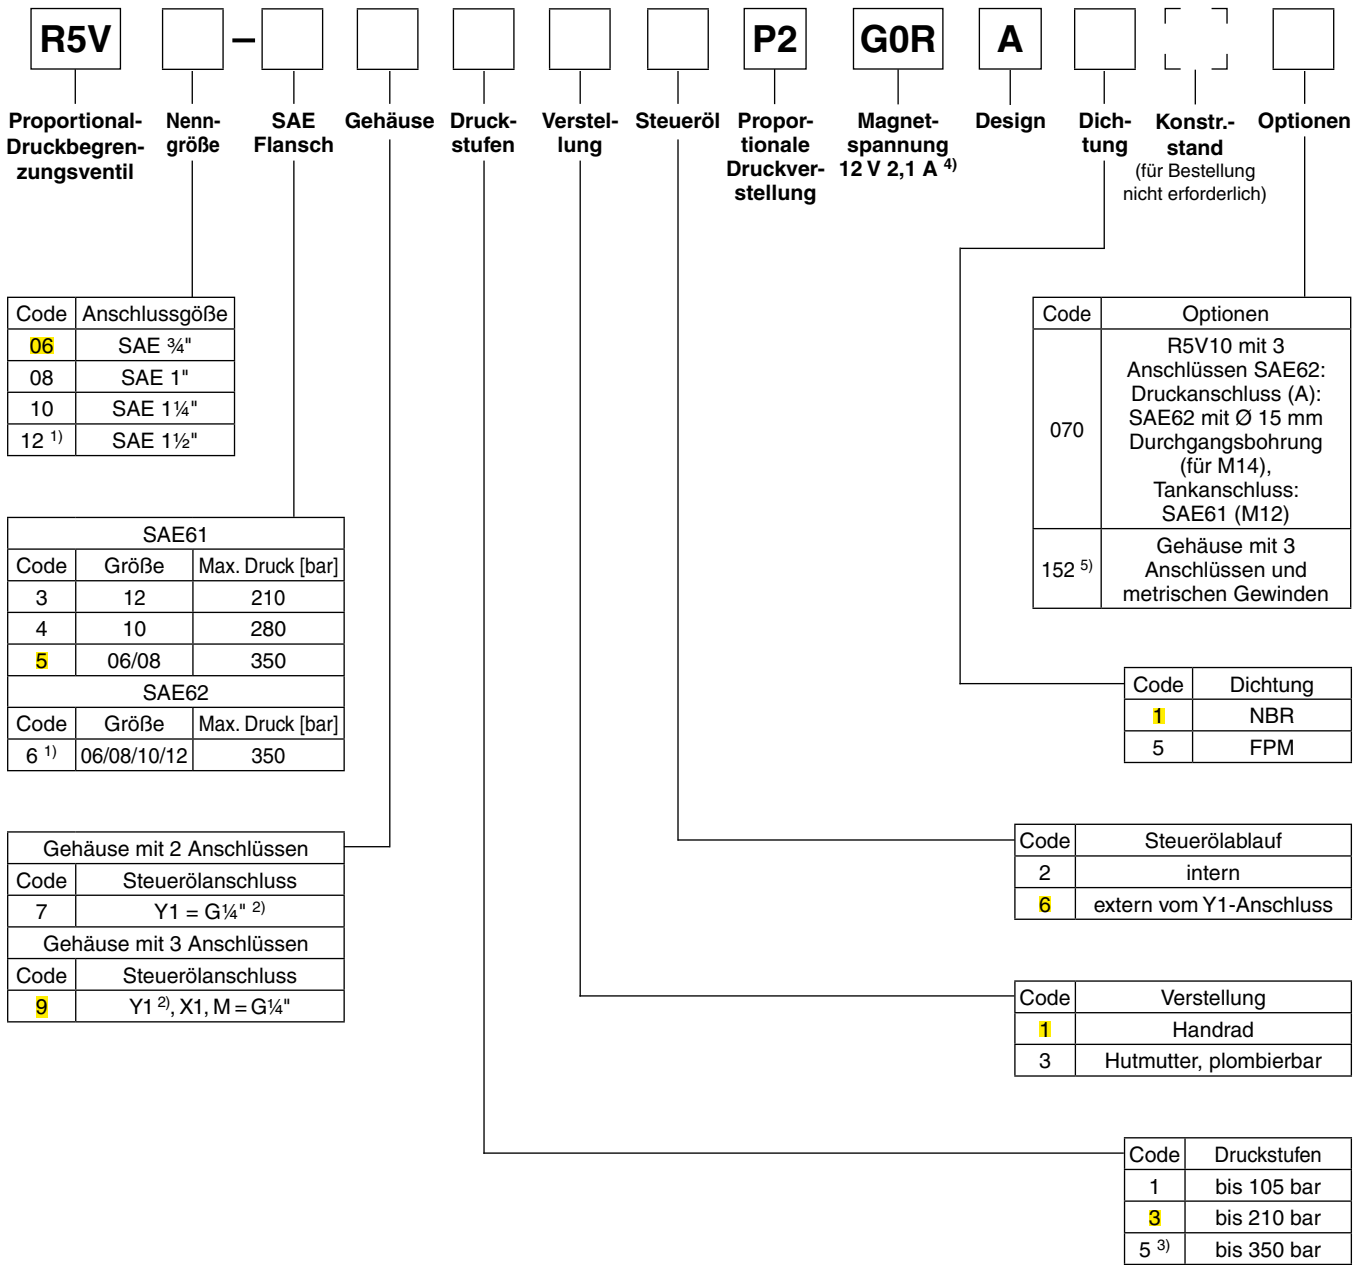 R5V – P2 G0R A
Proportional-
Druckbegren-
zungsventil
Nenn-
größe
SAE
Flansch
Gehäuse
Druck-
stufen
Verstel-
lung
Steueröl
Propor-
tionale
Druckver-
stellung
Magnet-
spannung
12 V 2,1 A 4)
Design
Dich-
tung
Konstr.-
stand
(für Bestellung
nicht erforderlich)
Optionen
Code Anschlussgöße
06 SAE ¾"
08 SAE 1"
10 SAE 1¼"
12 1) SAE 1½"
SAE61
Code Größe Max. Druck [bar]
3 12 210
4 10 280
5 06/08 350
SAE62
Code Größe Max. Druck [bar]
6 1) 06/08/10/12 350
Gehäuse mit 2 Anschlüssen
Code Steuerölanschluss
7 Y1 = G¼" 2)
Gehäuse mit 3 Anschlüssen
Code Steuerölanschluss
9 Y1 2), X1, M = G¼"
Code Optionen
070
R5V10 mit 3
Anschlüssen SAE62:
Druckanschluss (A):
SAE62 mit Ø 15 mm
Durchgangsbohrung
(für M14),
Tankanschluss:
SAE61 (M12)
152 5)
Gehäuse mit 3
Anschlüssen und
metrischen Gewinden
Code Dichtung
1 NBR
5 FPM
Code Steuerölablauf
2 intern
6 extern vom Y1-Anschluss
Code Verstellung
1 Handrad
3 Hutmutter, plombierbar
Code Druckstufen
1 bis 105 bar
3 bis 210 bar
5 3) bis 350 bar